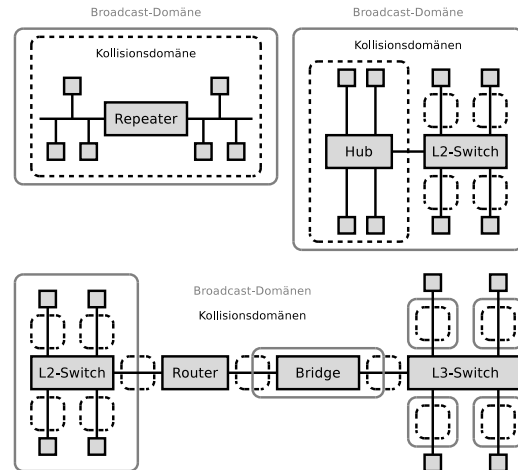 Broadcast-Domäne
Kollisionsdomäne
Repeater
Broadcast-Domäne
Kollisionsdomänen
Hub
L2-Switch
Broadcast-Domänen
Kollisionsdomänen
L2-Switch
Router
Bridge
L3-Switch